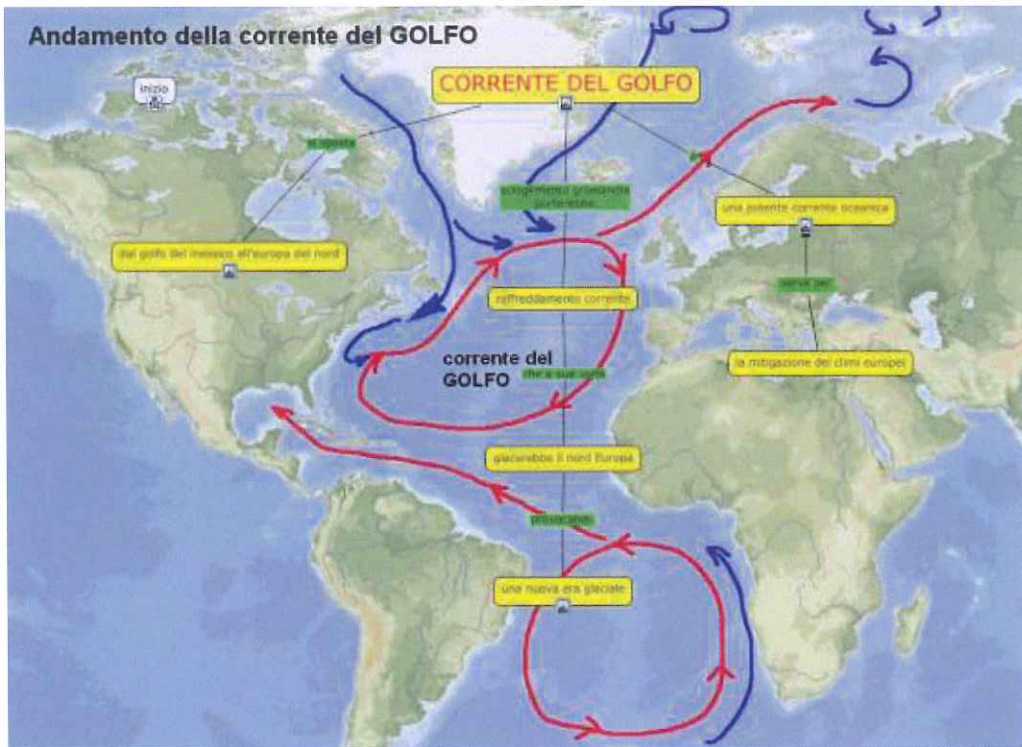 Andamento della corrente del GOLFO
inizio
CORRENTE DEL GOLFO
si sposta
scioglimento groenlandia
porterebbe:
una potente corrente oceanica
dal golfo del messico all'europa del nord
serve per
raffreddamento corrente
corrente del
GOLFO
che a sua volta
la mitigazione dei climi europei
glacerebbe il nord Europa
provocando
una nuova era glaciale